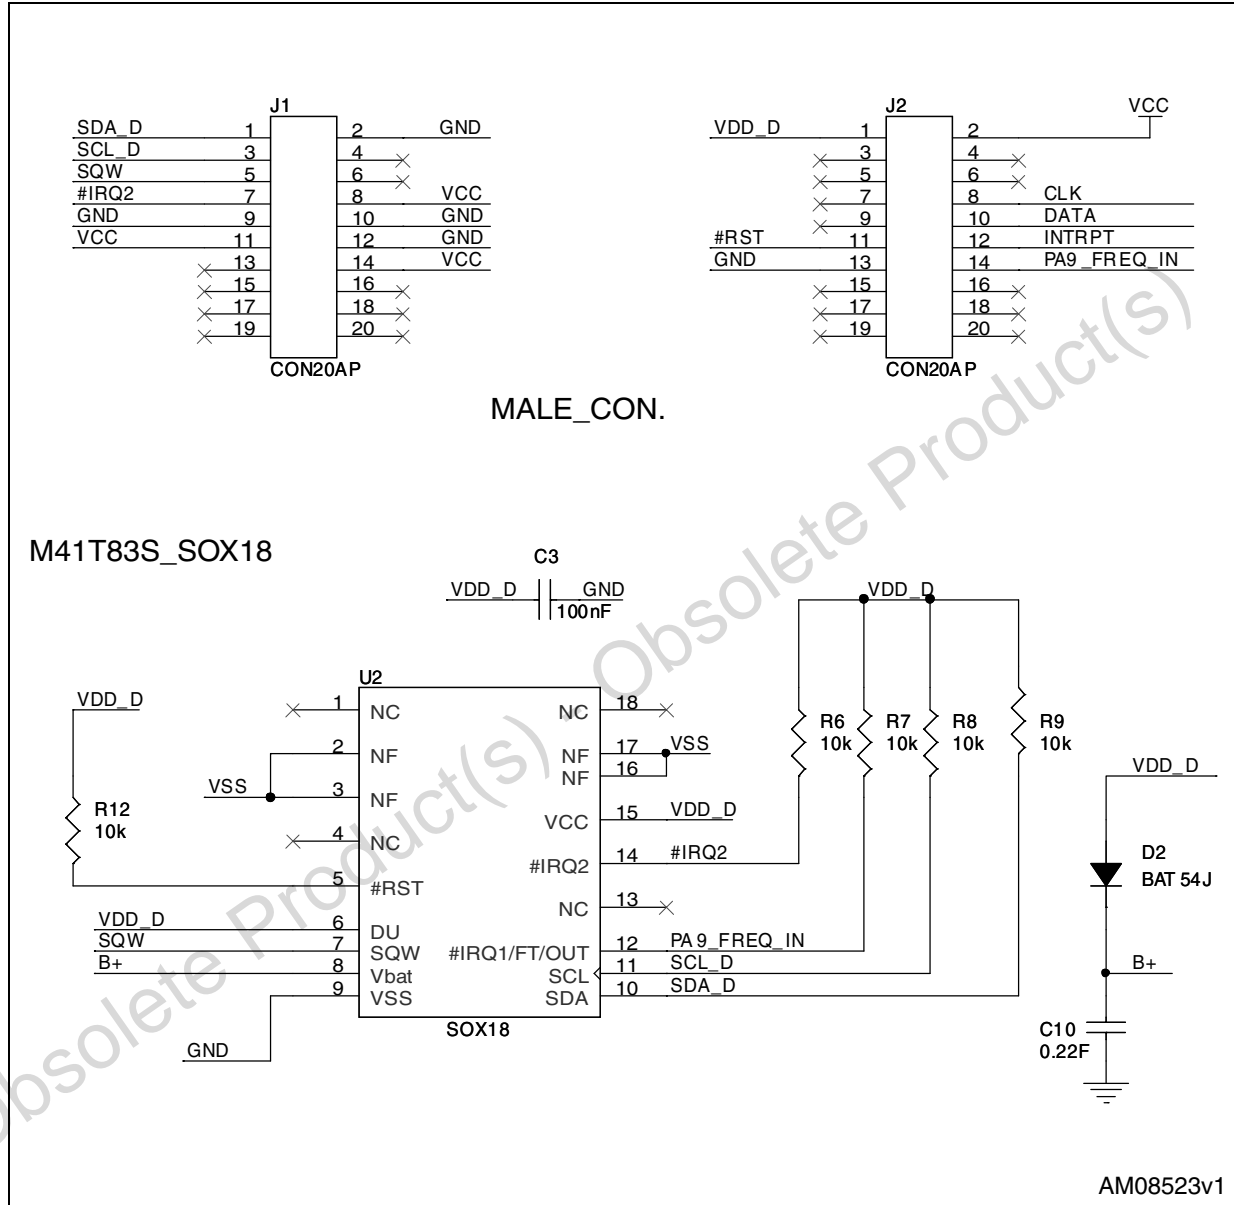 J1
SDA_D 1 2 GND
SCL_D 3 4
SQW 5 6
#IRQ2 7 8 VCC
GND 9 10 GND
VCC 11 12 GND
13 14 VCC
15 16
17 18
19 20
CON20AP
J2
VCC
VDD_D 1 2
3 4
5 6
7 8 CLK
9 10 DATA
#RST 11 12 INTRPT
GND 13 14 PA9_FREQ_IN
15 16
17 18
19 20
CON20AP
MALE_CON.
M41T83S_SOX18
C3
VDD_D GND
100nF
VDD_D
U2
VDD_D
1 NC NC 18
2 NF NF 17 VSS
NF 16
VSS 3 NF
VCC 15 VDD_D
4 NC
#IRQ2 14 #IRQ2
5 #RST
NC 13
VDD_D 6 DU
SQW 7 SQW #IRQ1/FT/OUT 12 PA9_FREQ_IN
B+ 8 Vbat SCL 11 SCL_D
9 VSS SDA 10 SDA_D
SOX18
GND
R12
10k
R6
10k
R7
10k
R8
10k
R9
10k
VDD_D
D2
BAT54J
B+
C10
0.22F
Obsolete Product(s) - Obsolete Product(s)
AM08523v1